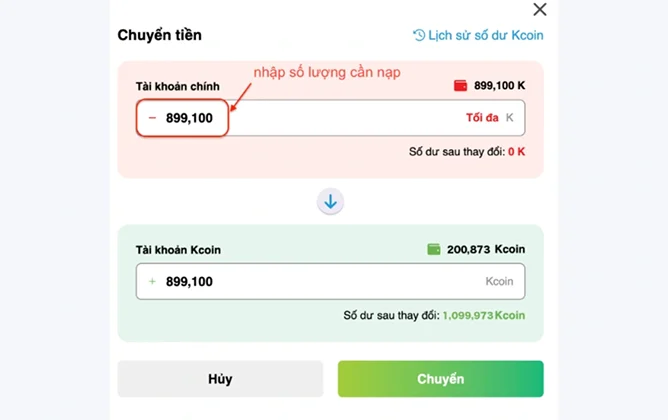 Chuyển tiền
Lịch sử số dư Kcoin
nhập số lượng cần nạp
Tài khoản chính
899,100 K
− 899,100
Tối đa K
Số dư sau thay đổi: 0 K
Tài khoản Kcoin
200,873 Kcoin
+ 899,100
Kcoin
Số dư sau thay đổi: 1,099,973 Kcoin
Hủy
Chuyển